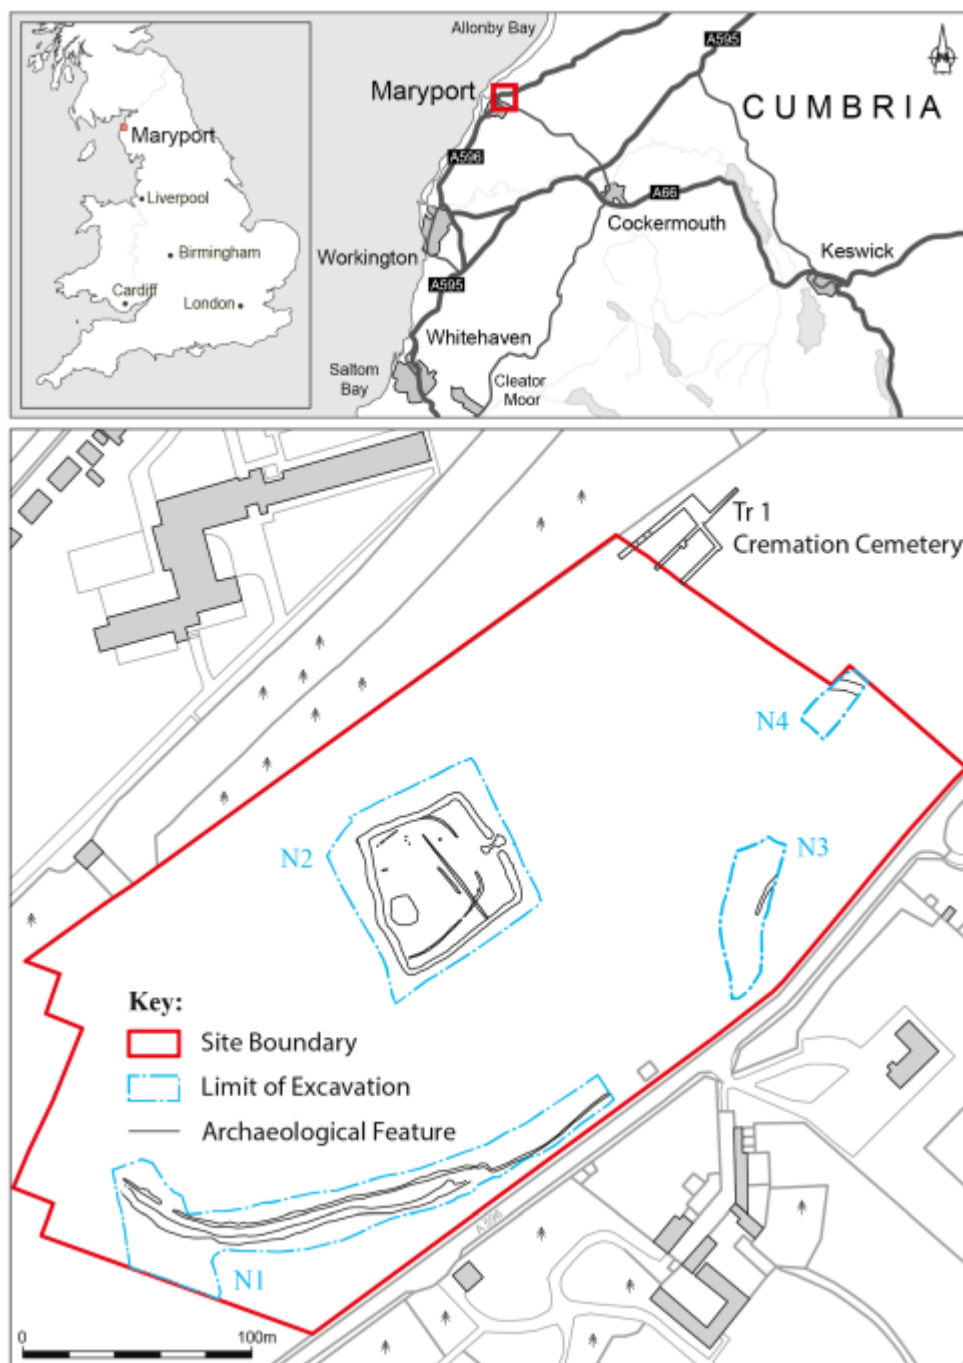 Maryport
Liverpool
Birmingham
Cardiff
London
Allonby Bay
A595
N
Maryport
CUMBRIA
A596
A66
Cockermouth
Workington
Keswick
A595
Whitehaven
Saltom
Bay
Cleator
Moor
Tr 1
Cremation Cemetery
N4
N2
N3
Key:
Site Boundary
Limit of Excavation
Archaeological Feature
A 596
N1
0
100m